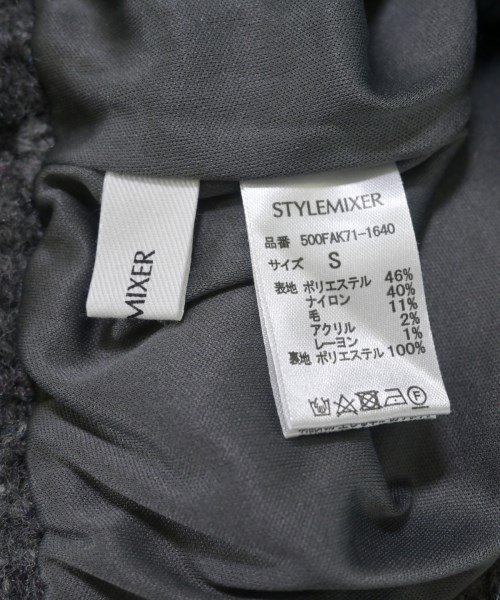 MIXER
STYLEMIXER
品番 500FAK71-1640
サイズ S
表地 ポリエステル 46%
ナイロン 40%
毛 11%
アクリル 2%
レーヨン 1%
裏地 ポリエステル 100%
F